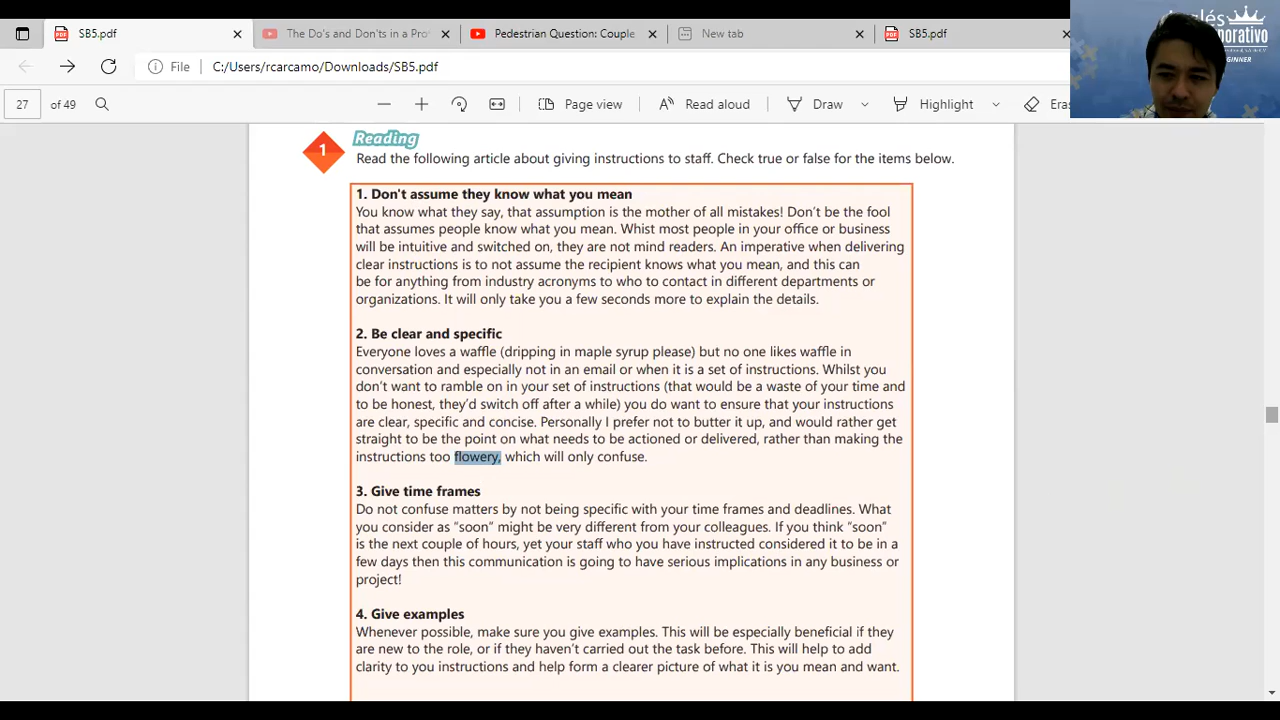 SB5.pdf
The Do's and Don'ts in a Pro
Pedestrian Question: Couple
New tab
SB5.pdf
File C:/Users/rcarcamo/Downloads/SB5.pdf
27 of 49
Page view
Read aloud
Draw
Highlight
1
Reading
Read the following article about giving instructions to staff. Check true or false for the items below.
1. Don't assume they know what you mean
You know what they say, that assumption is the mother of all mistakes! Don't be the fool
that assumes people know what you mean. Whist most people in your office or business
will be intuitive and switched on, they are not mind readers. An imperative when delivering
clear instructions is to not assume the recipient knows what you mean, and this can
be for anything from industry acronyms to who to contact in different departments or
organizations. It will only take you a few seconds more to explain the details.
2. Be clear and specific
Everyone loves a waffle (dripping in maple syrup please) but no one likes waffle in
conversation and especially not in an email or when it is a set of instructions. Whilst you
don't want to ramble on in your set of instructions (that would be a waste of your time and
to be honest, they'd switch off after a while) you do want to ensure that your instructions
are clear, specific and concise. Personally I prefer not to butter it up, and would rather get
straight to be the point on what needs to be actioned or delivered, rather than making the
instructions too flowery, which will only confuse.
3. Give time frames
Do not confuse matters by not being specific with your time frames and deadlines. What
you consider as "soon" might be very different from your colleagues. If you think "soon"
is the next couple of hours, yet your staff who you have instructed considered it to be in a
few days then this communication is going to have serious implications in any business or
project!
4. Give examples
Whenever possible, make sure you give examples. This will be especially beneficial if they
are new to the role, or if they haven't carried out the task before. This will help to add
clarity to you instructions and help form a clearer picture of what it is you mean and want.